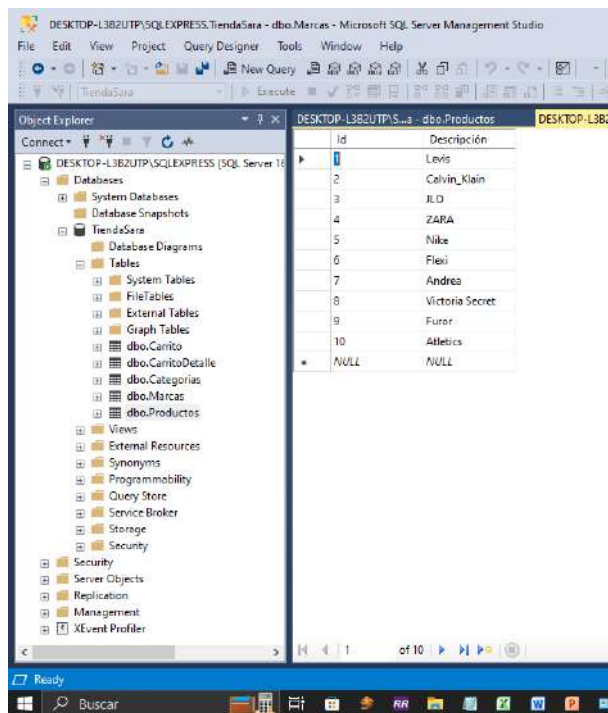 DESKTOP-L3B2UTP\SQLEXPRESS.TiendaSara - dbo.Marcas - Microsoft SQL Server Management Studio
File Edit View Project Query Designer Tools Window Help
New Query
TiendaSara Execute
Object Explorer
Connect
DESKTOP-L3B2UTP\SQLEXPRESS (SQL Server 16
Databases
System Databases
Database Snapshots
TiendaSara
Database Diagrams
Tables
System Tables
FileTables
External Tables
Graph Tables
dbo.Carrito
dbo.CarritoDetalle
dbo.Categorias
dbo.Marcas
dbo.Productos
Views
External Resources
Synonyms
Programmability
Query Store
Service Broker
Storage
Security
Security
Server Objects
Replication
Management
XEvent Profiler
DESKTOP-L3B2UTP\S...a - dbo.Productos DESKTOP-L3B2
Id Descripción
1 Levis
2 Calvin_Klain
3 JLO
4 ZARA
5 Nike
6 Flexi
7 Andrea
8 Victoria Secret
9 Furor
10 Atletics
NULL NULL
1 of 10
Ready
Buscar